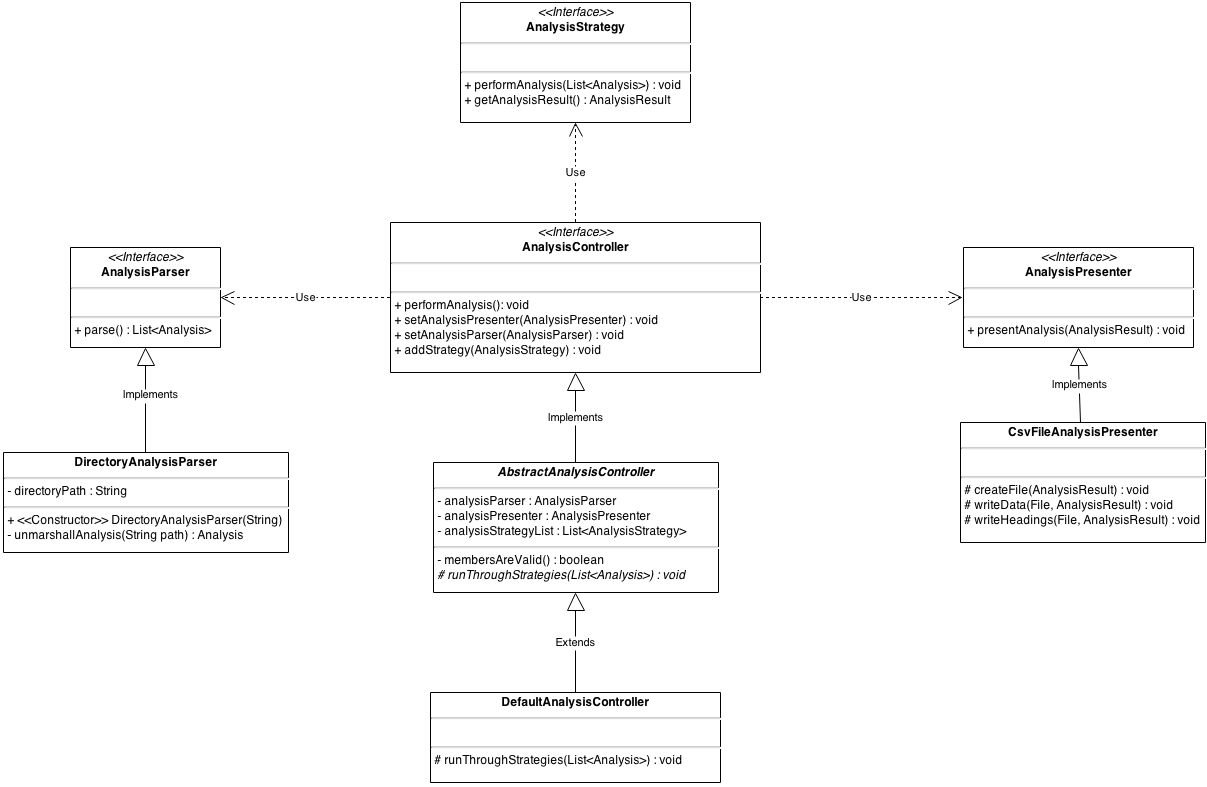 <<Interface>>
AnalysisStrategy
+ performAnalysis(List<Analysis>) : void
+ getAnalysisResult() : AnalysisResult
Use
<<Interface>>
AnalysisParser
+ parse() : List<Analysis>
Use
<<Interface>>
AnalysisController
+ performAnalysis(): void
+ setAnalysisPresenter(AnalysisPresenter) : void
+ setAnalysisParser(AnalysisParser) : void
+ addStrategy(AnalysisStrategy) : void
Use
<<Interface>>
AnalysisPresenter
+ presentAnalysis(AnalysisResult) : void
Implements
Implements
Implements
DirectoryAnalysisParser
- directoryPath : String
+ <<Constructor>> DirectoryAnalysisParser(String)
- unmarshallAnalysis(String path) : Analysis
AbstractAnalysisController
- analysisParser : AnalysisParser
- analysisPresenter : AnalysisPresenter
- analysisStrategyList : List<AnalysisStrategy>
- membersAreValid() : boolean
# runThroughStrategies(List<Analysis>) : void
CsvFileAnalysisPresenter
# createFile(AnalysisResult) : void
# writeData(File, AnalysisResult) : void
# writeHeadings(File, AnalysisResult) : void
Extends
DefaultAnalysisController
# runThroughStrategies(List<Analysis>) : void